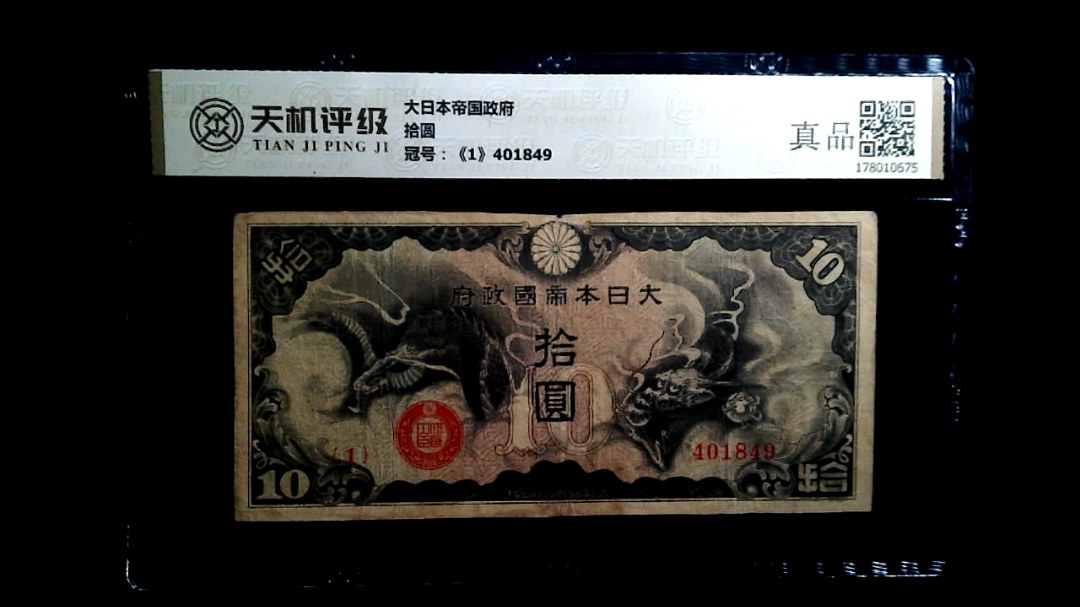 天机评级
TIAN JI PING JI
大日本帝国政府
拾圆
冠号：《1》401849
真品
178010675
拾
10
府政國帝本日大
拾
圓
10
(1)
401849
10
拾